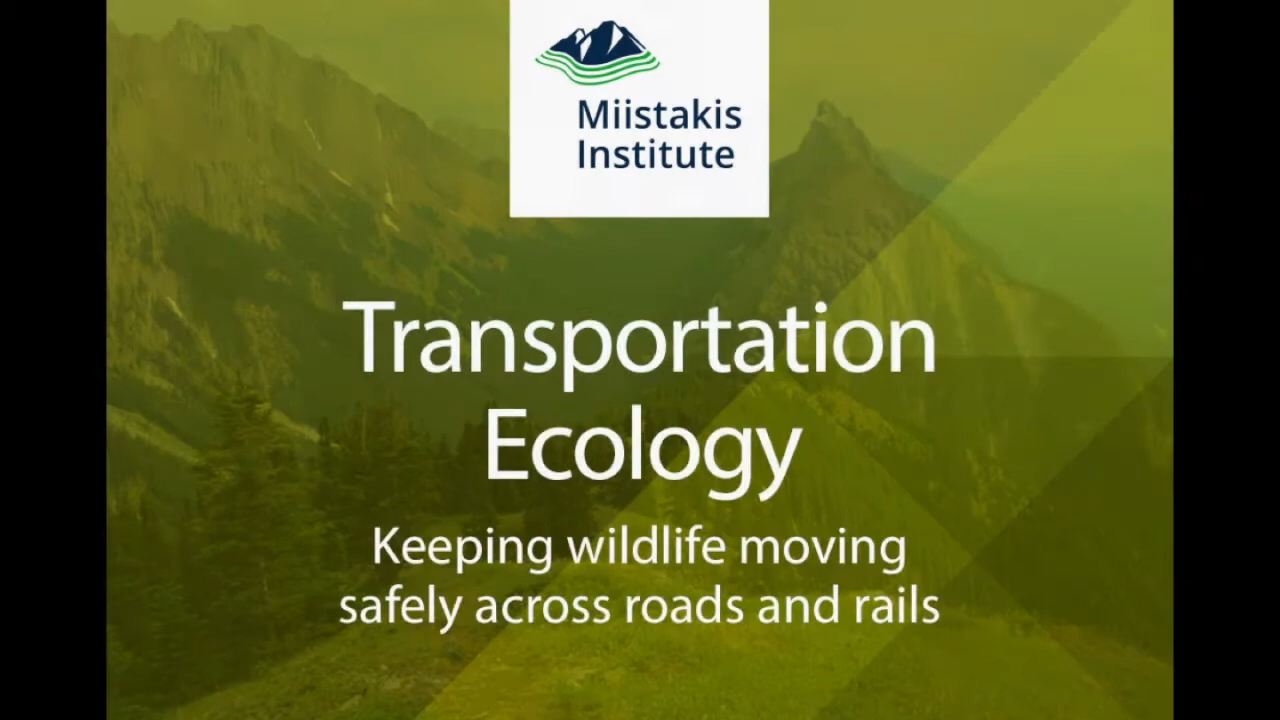 Miistakis
Institute
Transportation
Ecology
Keeping wildlife moving
safely across roads and rails